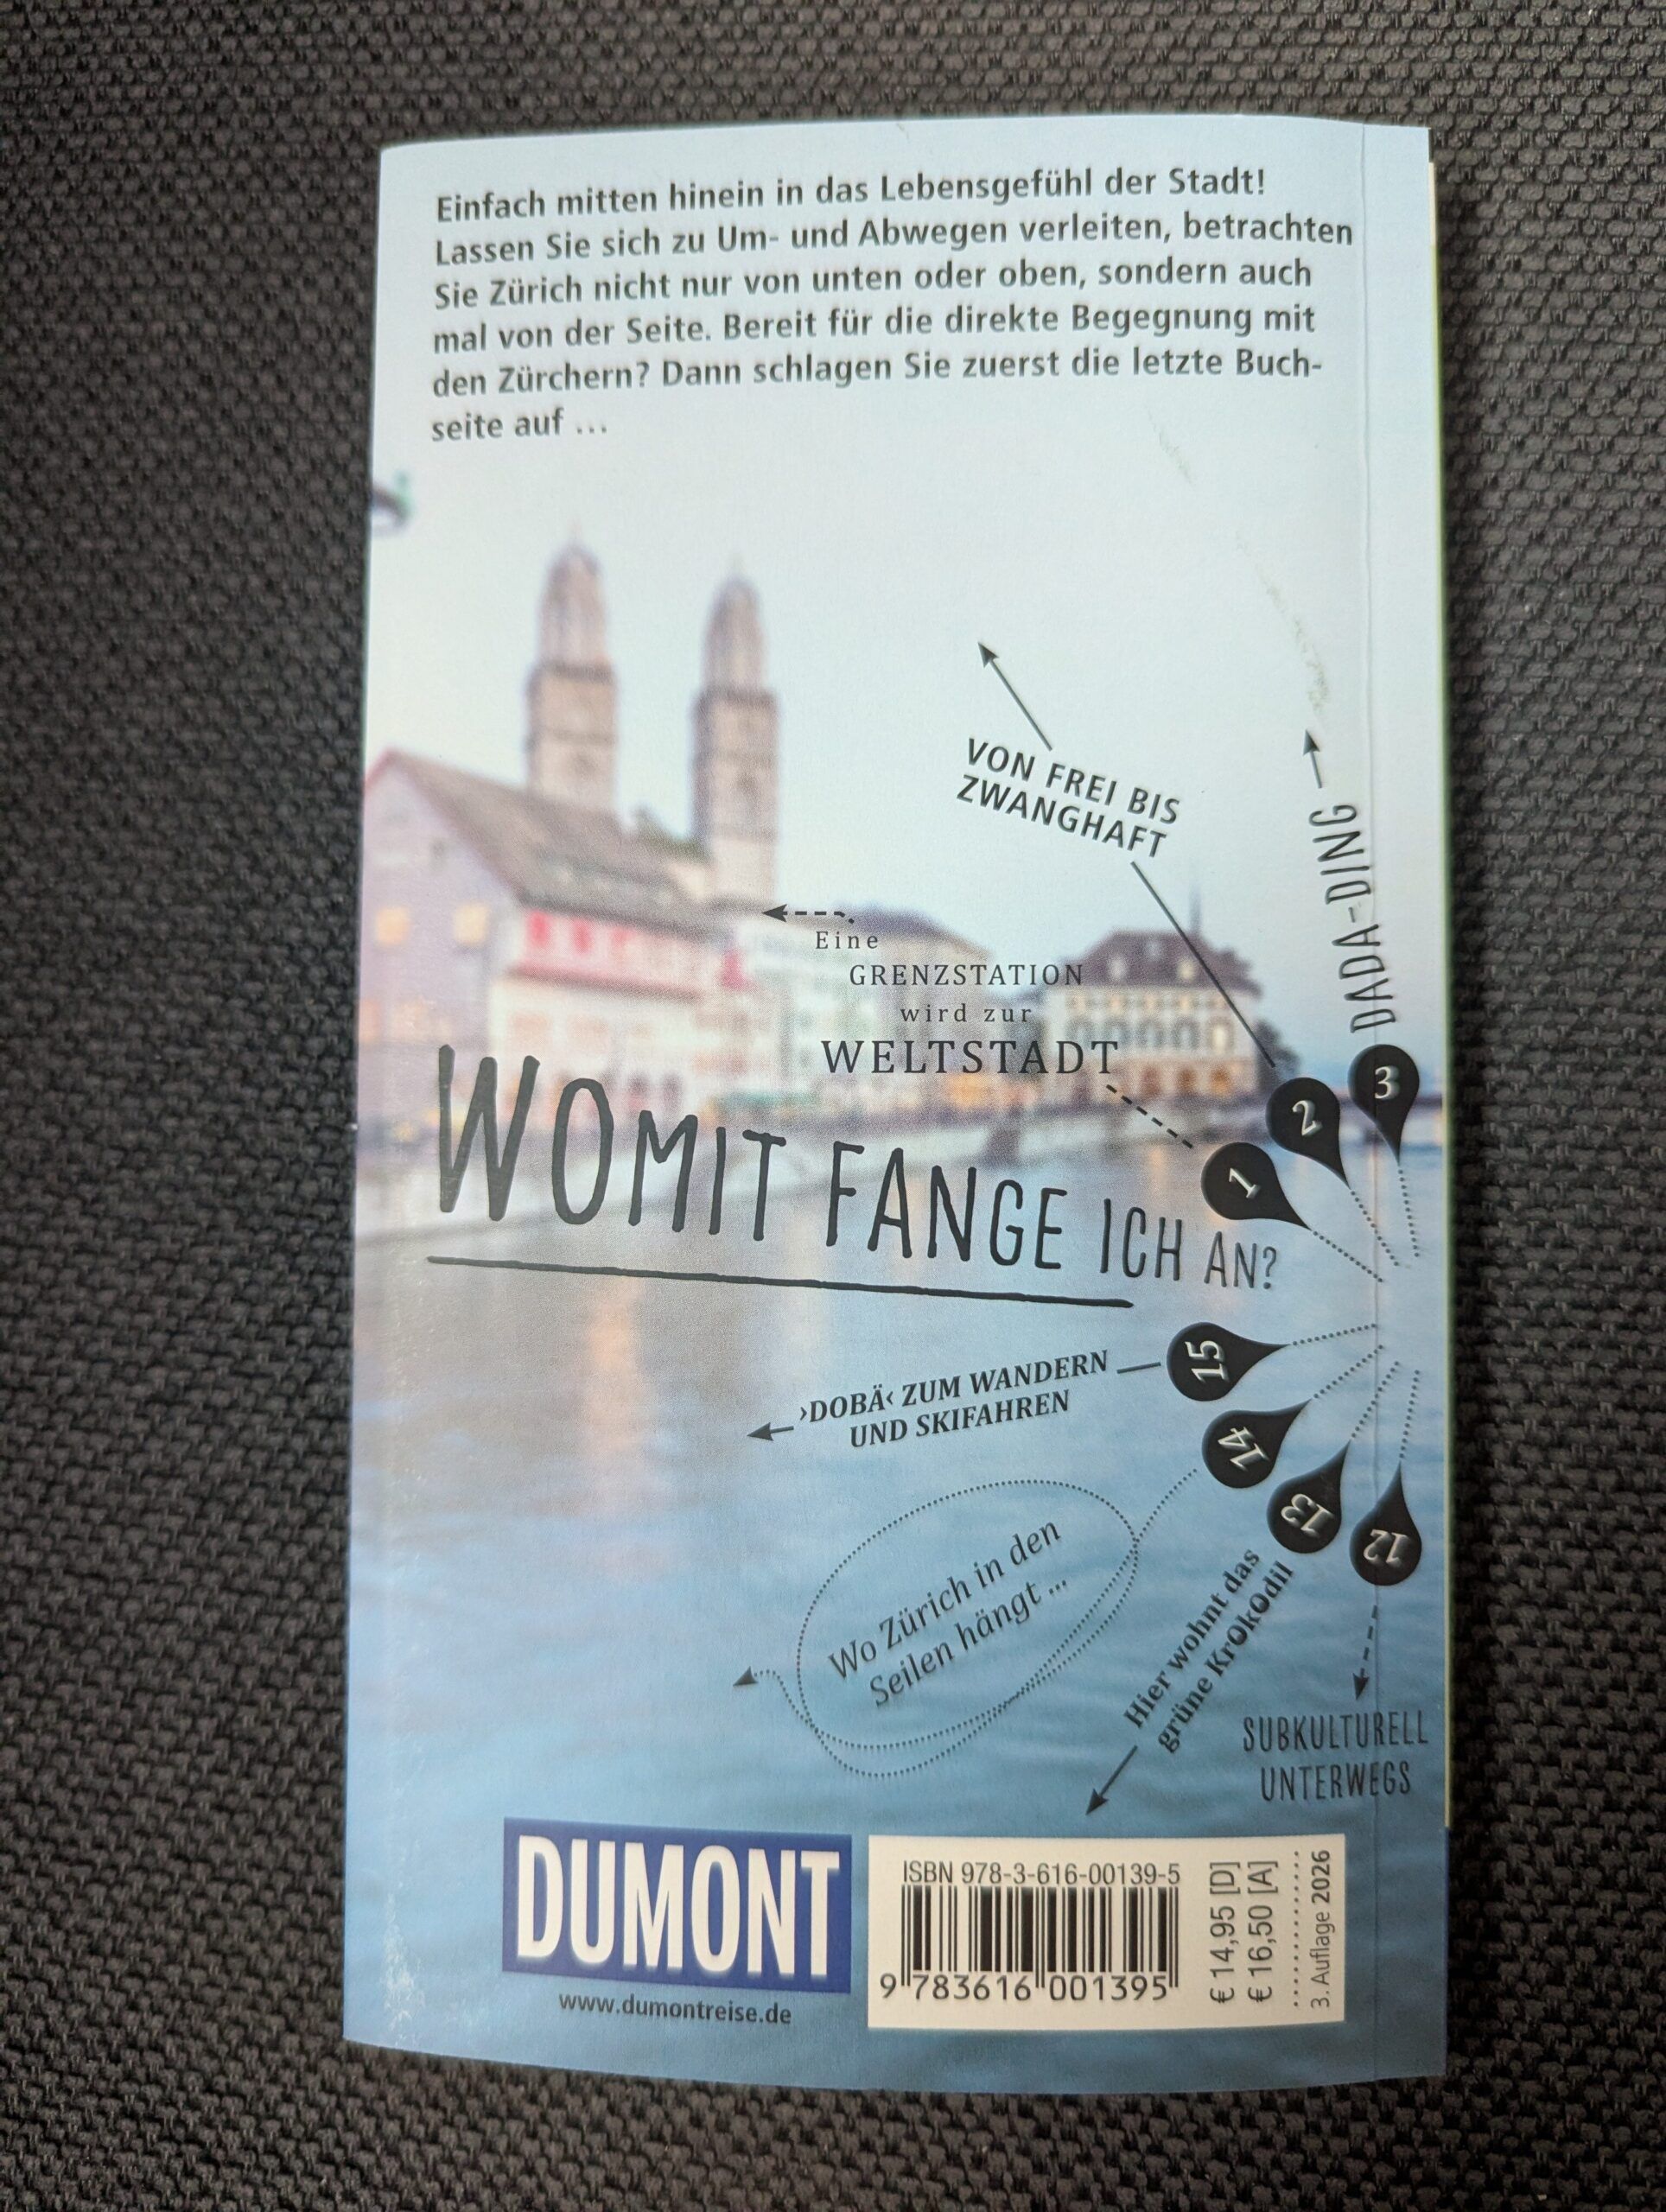 Einfach mitten hinein in das Lebensgefühl der Stadt!
Lassen Sie sich zu Um- und Abwegen verleiten, betrachten
Sie Zürich nicht nur von unten oder oben, sondern auch
mal von der Seite. Bereit für die direkte Begegnung mit
den Zürchern? Dann schlagen Sie zuerst die letzte Buch-
seite auf ...
VON FREI BIS
ZWANGHAFT
DADA-DING
Eine
GRENZSTATION
wird zur
WELTSTADT
3
2
1
WOMIT FANGE ICH AN?
15
›DOBÄ‹ ZUM WANDERN
UND SKIFAHREN
14
13
12
Wo Zürich in den
Seilen hängt ...
Hier wohnt das
grüne KrOkOdil
SUBKULTURELL
UNTERWEGS
DUMONT
www.dumontreise.de
ISBN 978-3-616-00139-5
9 783616 001395
€ 14,95 [D]
€ 16,50 [A]
3. Auflage 2026